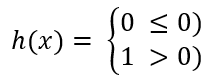 h(x) = {0 ≤ 0)
{1 > 0)